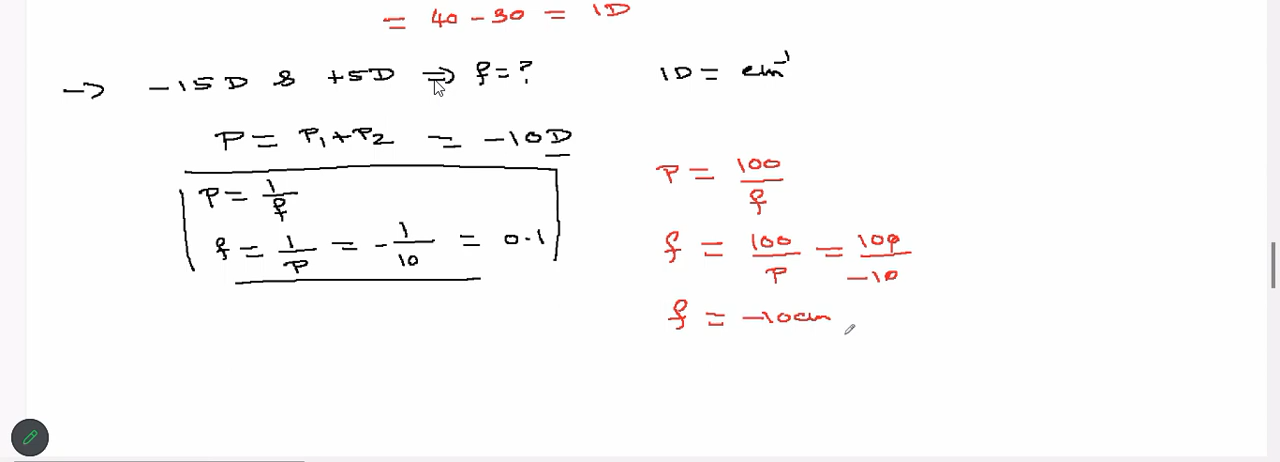 = 40 - 30 = 1D
→ -15D & +5D ⇒ f = ?
1D = cm⁻¹
P = P₁ + P₂ = -10D
P = 1/f
f = 1/P = -1/10 = 0.1
P = 100/f
f = 100/P = 100/-10
f = -10cm